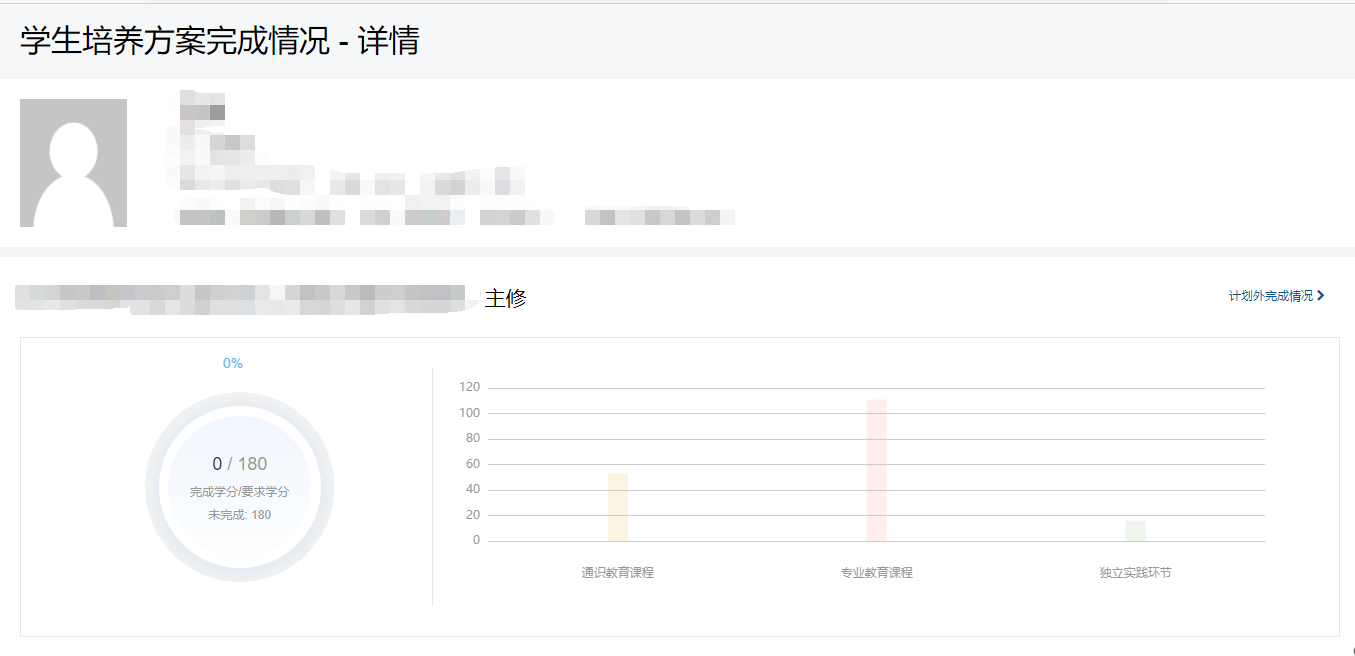 学生培养方案完成情况 - 详情
主修
计划外完成情况
0%
0 / 180
完成学分/要求学分
未完成: 180
120
100
80
60
40
20
0
通识教育课程 专业教育课程 独立实践环节